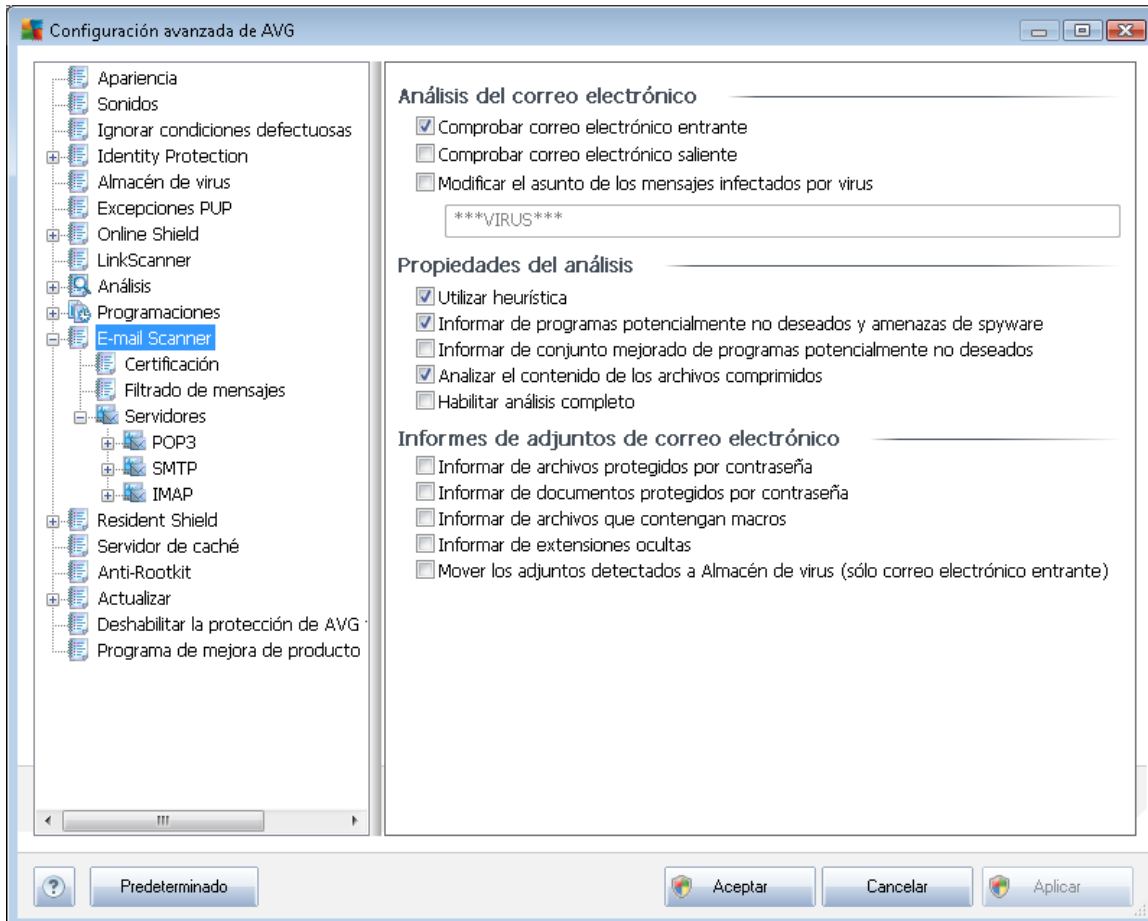 Configuración avanzada de AVG
Apariencia
Sonidos
Ignorar condiciones defectuosas
Identity Protection
Almacén de virus
Excepciones PUP
Online Shield
LinkScanner
Análisis
Programaciones
E-mail Scanner
Certificación
Filtrado de mensajes
Servidores
POP3
SMTP
IMAP
Resident Shield
Servidor de caché
Anti-Rootkit
Actualizar
Deshabilitar la protección de AVG
Programa de mejora de producto
Análisis del correo electrónico
Comprobar correo electrónico entrante
Comprobar correo electrónico saliente
Modificar el asunto de los mensajes infectados por virus
***VIRUS***
Propiedades del análisis
Utilizar heurística
Informar de programas potencialmente no deseados y amenazas de spyware
Informar de conjunto mejorado de programas potencialmente no deseados
Analizar el contenido de los archivos comprimidos
Habilitar análisis completo
Informes de adjuntos de correo electrónico
Informar de archivos protegidos por contraseña
Informar de documentos protegidos por contraseña
Informar de archivos que contengan macros
Informar de extensiones ocultas
Mover los adjuntos detectados a Almacén de virus (sólo correo electrónico entrante)
?
Predeterminado
Aceptar
Cancelar
Aplicar